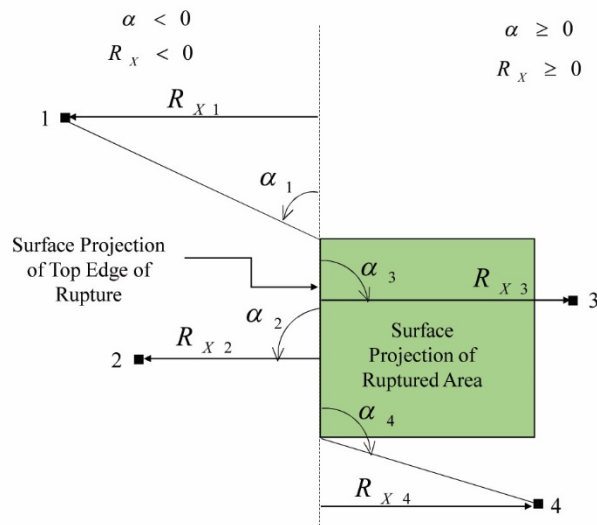 α < 0
R X < 0
α ≥ 0
R X ≥ 0
R X 1
1
α 1
Surface Projection
of Top Edge of
Rupture
α 3
R X 3
3
α 2
R X 2
2
Surface
Projection of
Ruptured Area
α 4
R X 4
4